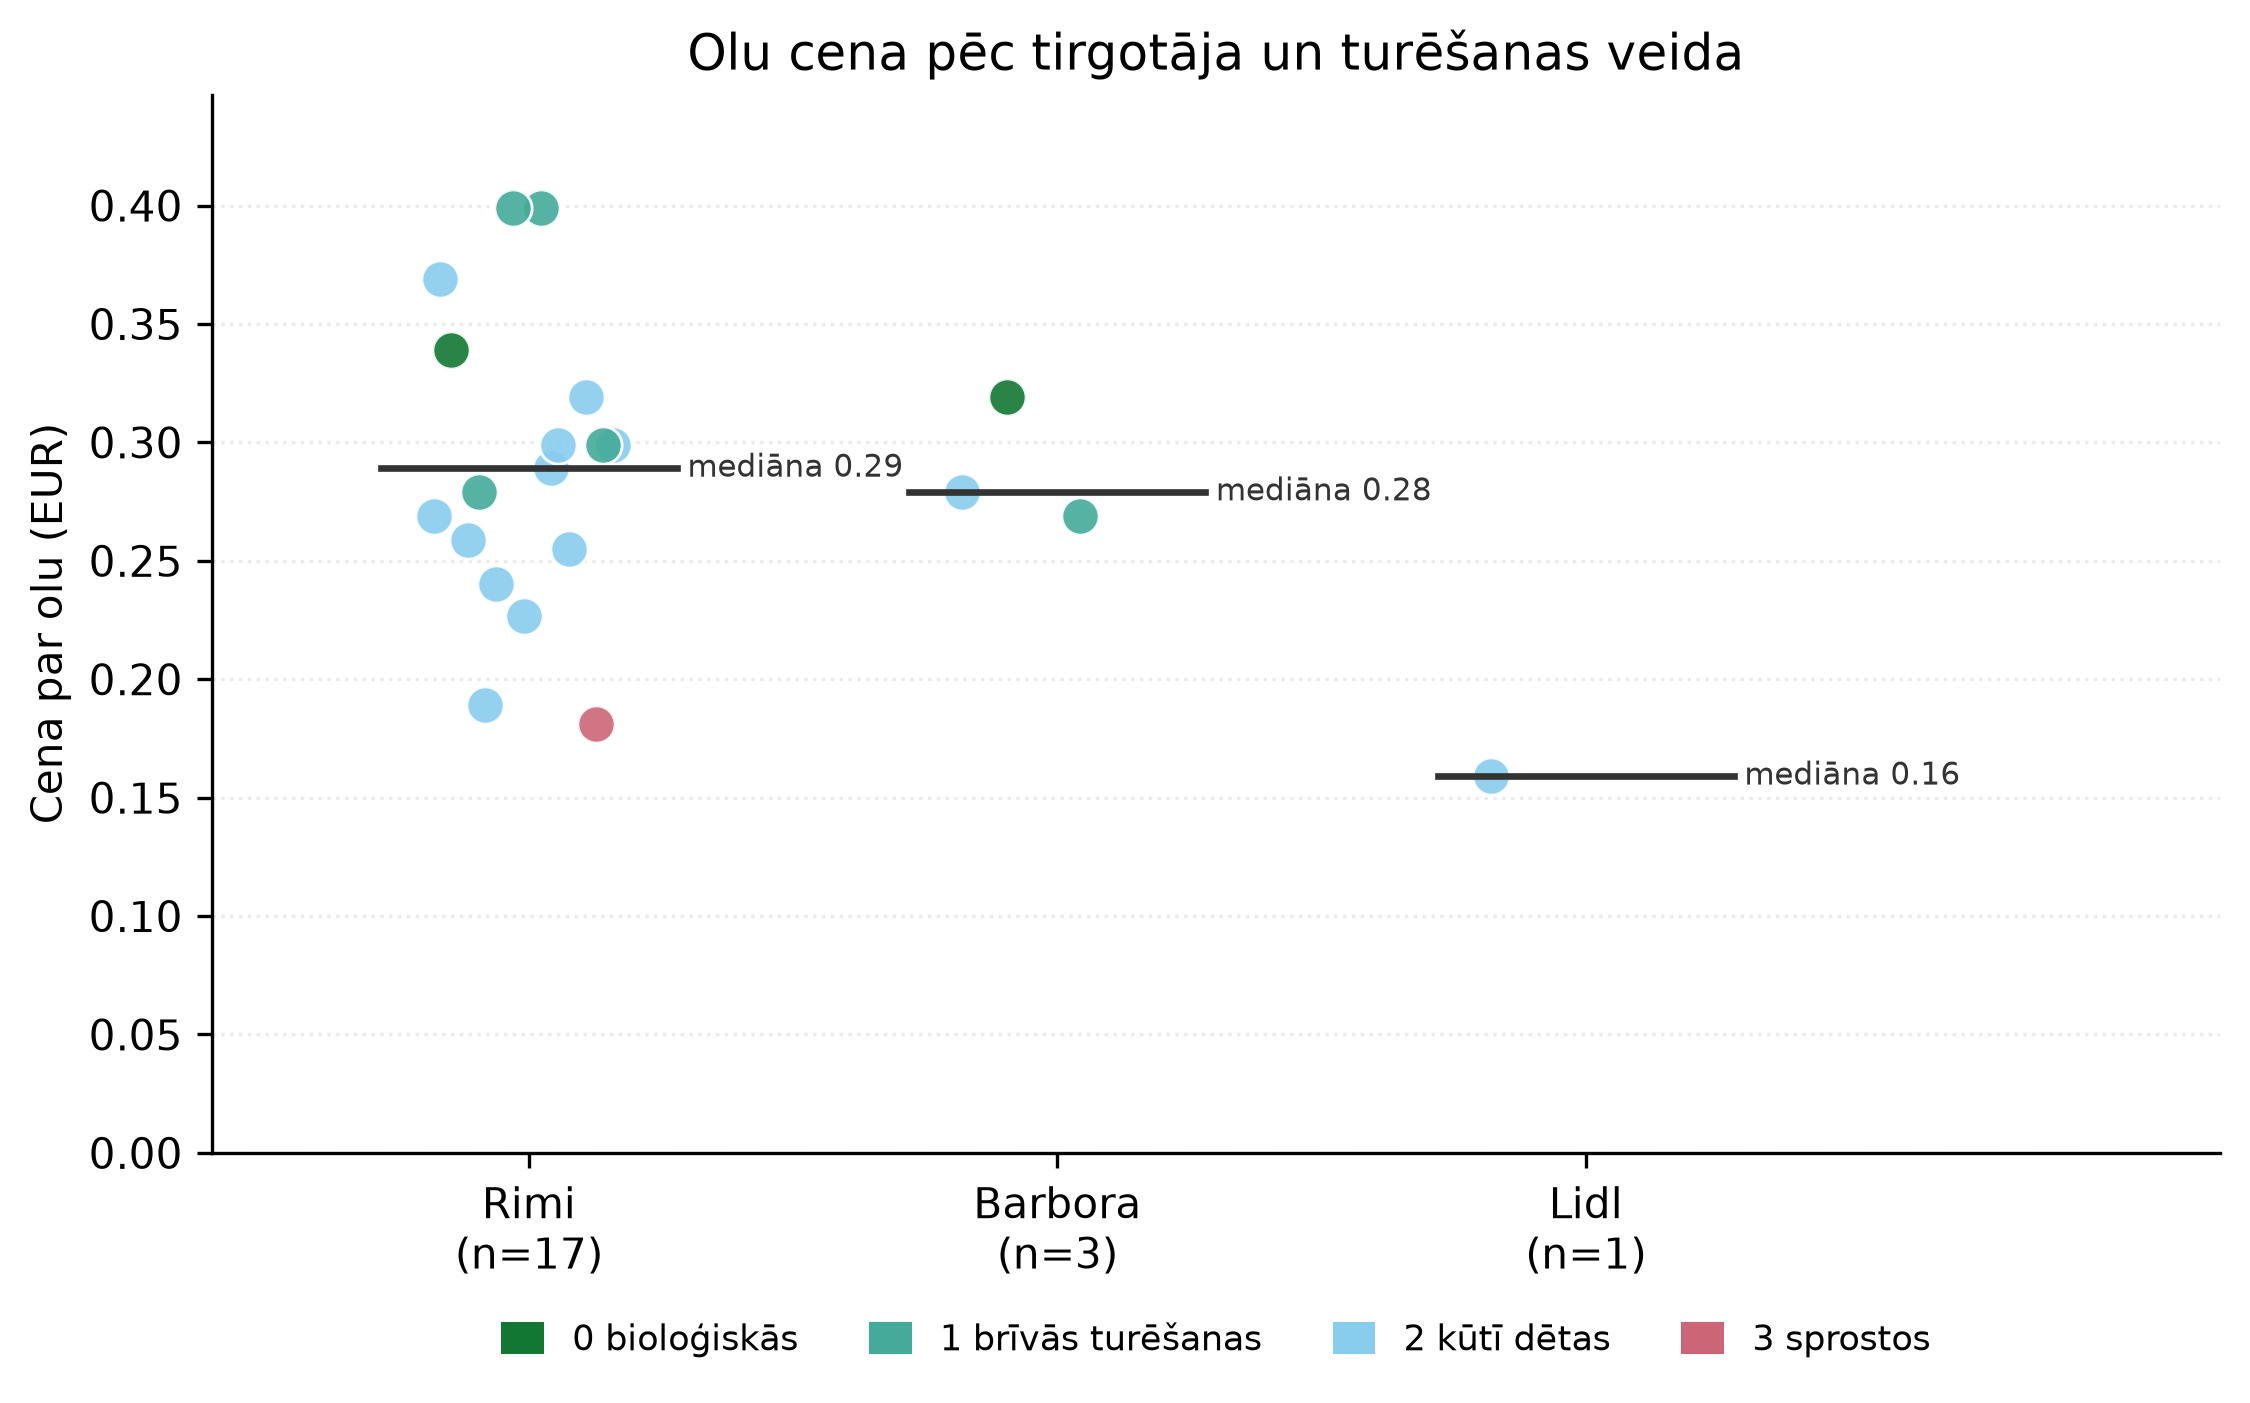 Olu cena pēc tirgotāja un turēšanas veida
Cena par olu (EUR)
0.40
0.35
0.30
0.25
0.20
0.15
0.10
0.05
0.00
mediāna 0.29
mediāna 0.28
mediāna 0.16
Rimi
(n=17)
Barbora
(n=3)
Lidl
(n=1)
0 bioloģiskās
1 brīvās turēšanas
2 kūtī dētas
3 sprostos